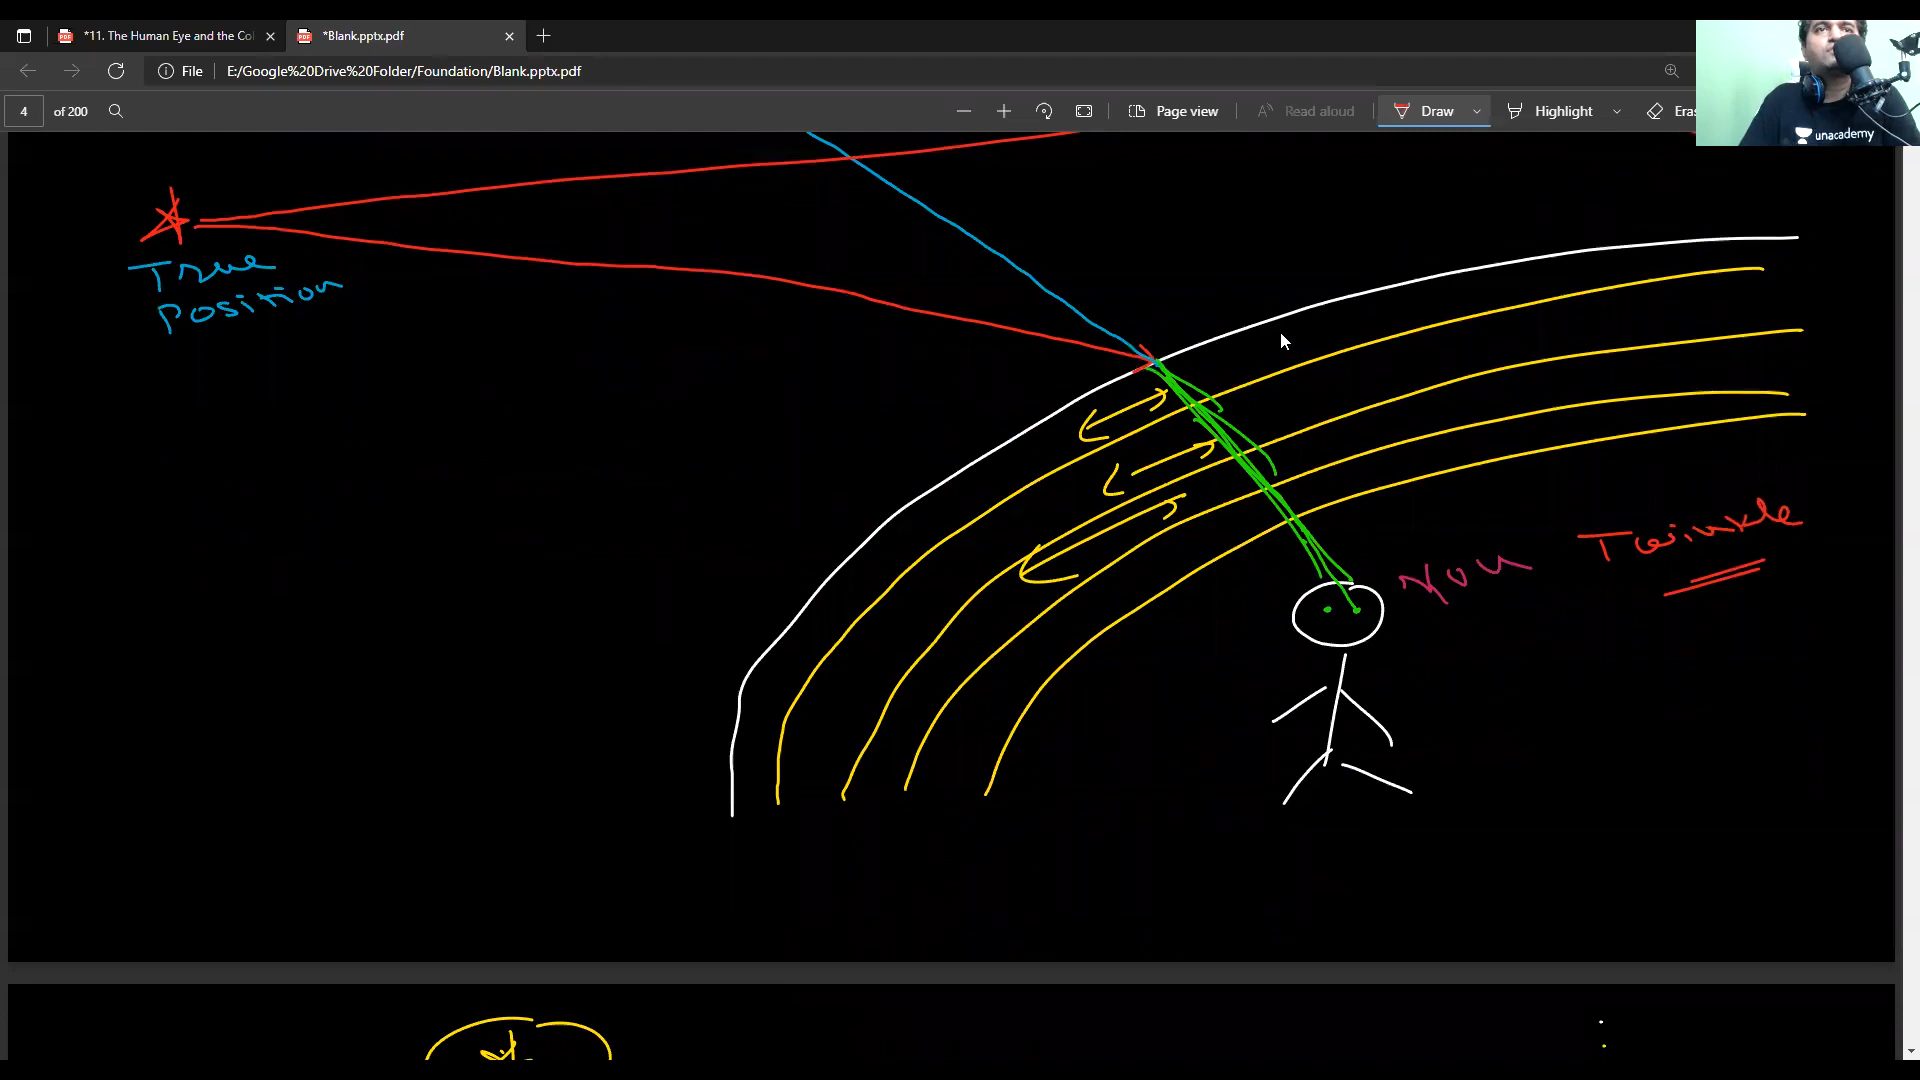 *11. The Human Eye and the Col
*Blank.pptx.pdf
File
E:/Google%20Drive%20Folder/Foundation/Blank.pptx.pdf
4 of 200
Page view
Read aloud
Draw
Highlight
Eras
unacademy
True
Position
You
Twinkle